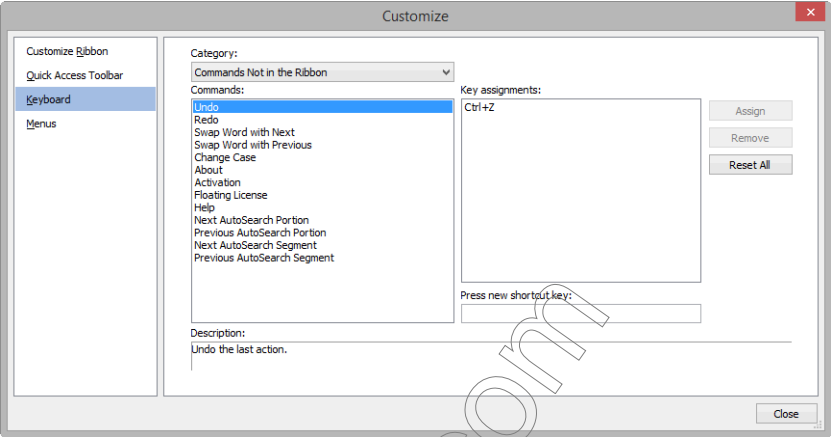 Customize
Customize Ribbon
Quick Access Toolbar
Keyboard
Menus
Category:
Commands Not in the Ribbon
Commands:
Undo
Redo
Swap Word with Next
Swap Word with Previous
Change Case
About
Activation
Floating License
Help
Next AutoSearch Portion
Previous AutoSearch Portion
Next AutoSearch Segment
Previous AutoSearch Segment
Key assignments:
Ctrl+Z
Assign
Remove
Reset All
Press new shortcut key:
Description:
Undo the last action.
Close
com